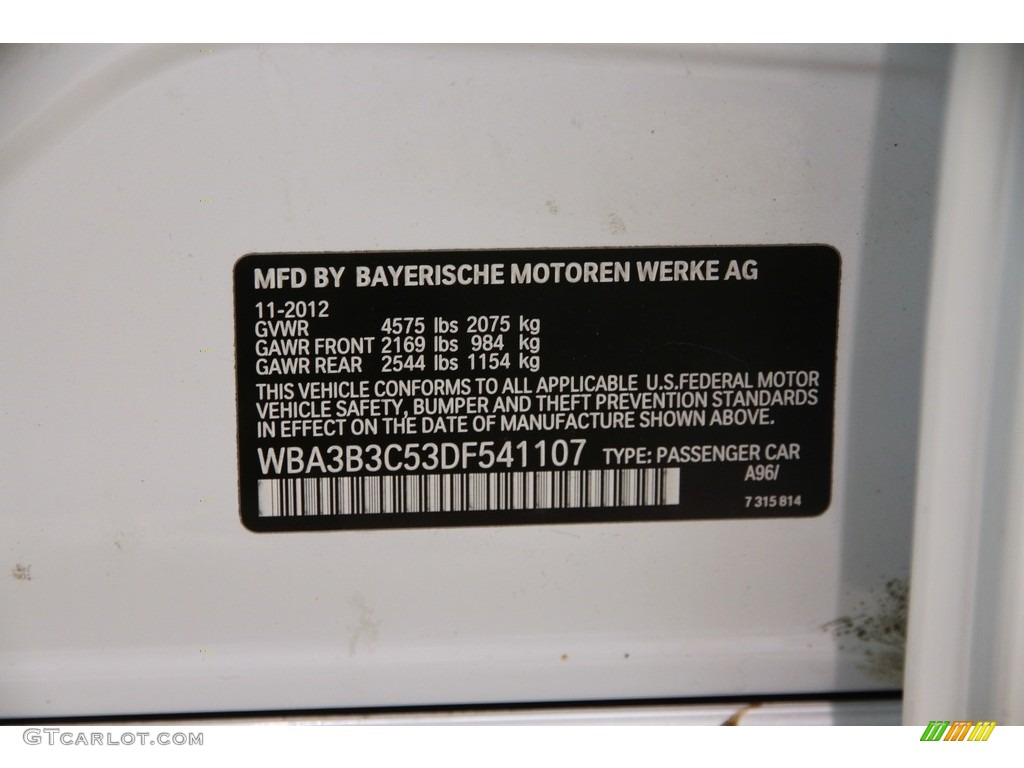 MFD BY BAYERISCHE MOTOREN WERKE AG
11-2012
GVWR 4575 lbs 2075 kg
GAWR FRONT 2169 lbs 984 kg
GAWR REAR 2544 lbs 1154 kg
THIS VEHICLE CONFORMS TO ALL APPLICABLE U.S.FEDERAL MOTOR
VEHICLE SAFETY, BUMPER AND THEFT PREVENTION STANDARDS
IN EFFECT ON THE DATE OF MANUFACTURE SHOWN ABOVE.
WBA3B3C53DF541107 TYPE: PASSENGER CAR
A96/
7 315 814
GTCARLOT.COM